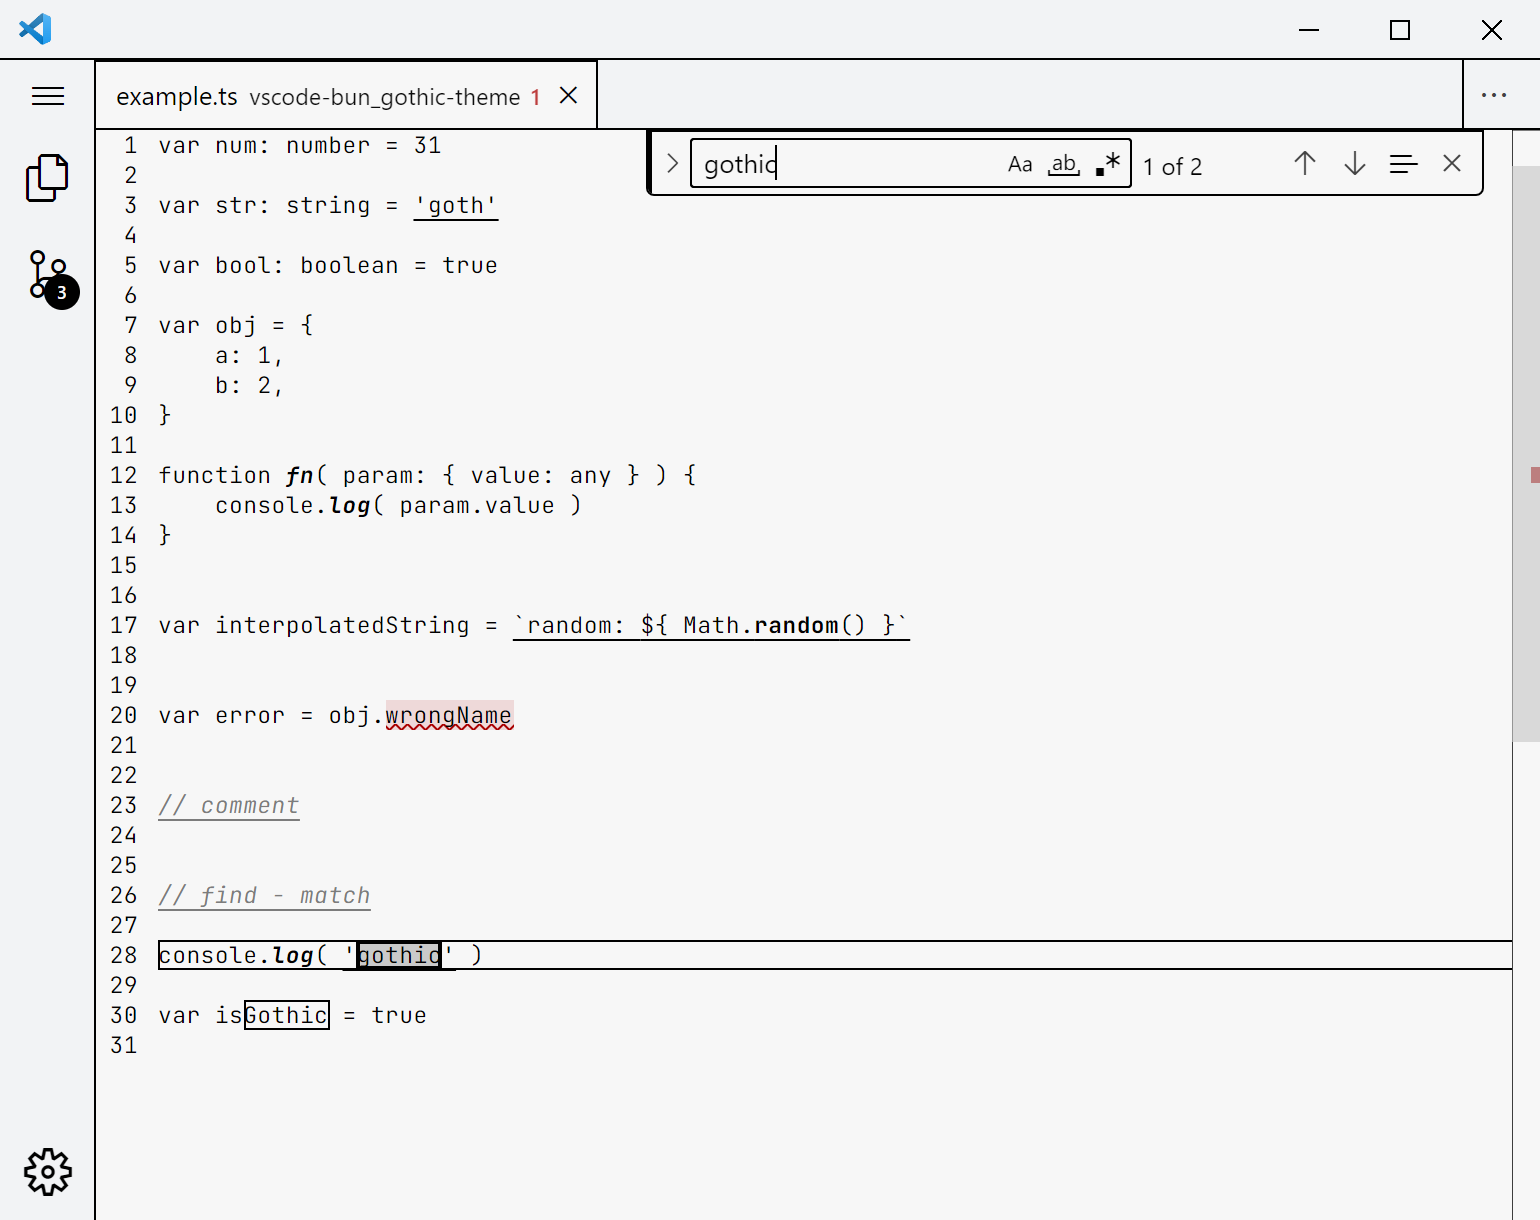 example.ts vscode-bun_gothic-theme 1
gothic Aa ab .* 1 of 2
3
1 var num: number = 31
2
3 var str: string = 'goth'
4
5 var bool: boolean = true
6
7 var obj = {
8     a: 1,
9     b: 2,
10 }
11
12 function fn( param: { value: any } ) {
13     console.log( param.value )
14 }
15
16
17 var interpolatedString = `random: ${ Math.random() }`
18
19
20 var error = obj.wrongName
21
22
23 // comment
24
25
26 // find - match
27
28 console.log( 'gothic' )
29
30 var isGothic = true
31